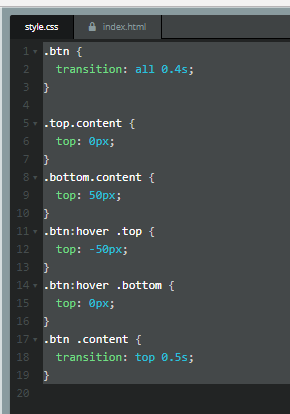 style.css index.html
1 .btn {
2 transition: all 0.4s;
3 }
4
5 .top.content {
6 top: 0px;
7 }
8 .bottom.content {
9 top: 50px;
10 }
11 .btn:hover .top {
12 top: -50px;
13 }
14 .btn:hover .bottom {
15 top: 0px;
16 }
17 .btn .content {
18 transition: top 0.5s;
19 }
20